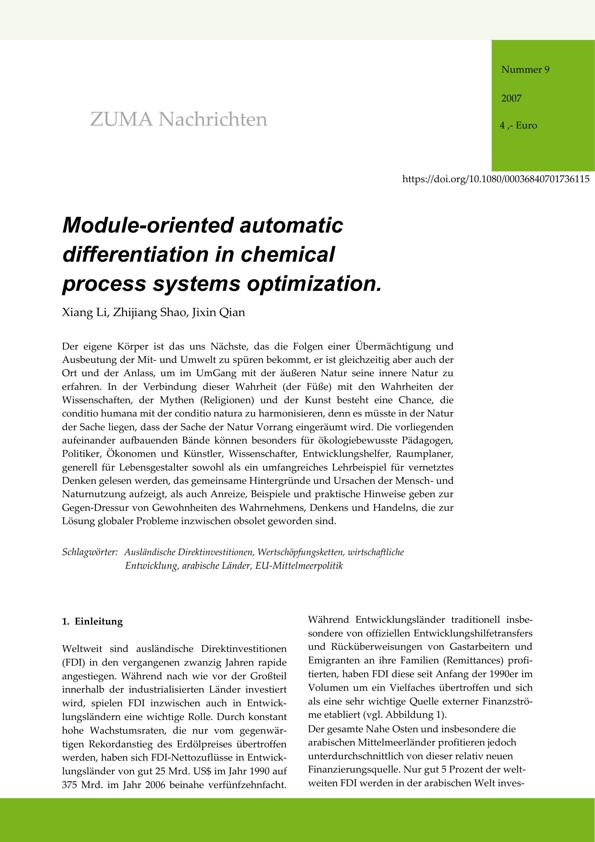 Nummer 9
2007
4 ,- Euro
ZUMA Nachrichten
https://doi.org/10.1080/00036840701736115
Module-oriented automatic
differentiation in chemical
process systems optimization.
Xiang Li, Zhijiang Shao, Jixin Qian
Der eigene Körper ist das uns Nächste, das die Folgen einer Übermächtigung und
Ausbeutung der Mit- und Umwelt zu spüren bekommt, er ist gleichzeitig aber auch der
Ort und der Anlass, um im UmGang mit der äußeren Natur seine innere Natur zu
erfahren. In der Verbindung dieser Wahrheit (der Füße) mit den Wahrheiten der
Wissenschaften, der Mythen (Religionen) und der Kunst besteht eine Chance, die
conditio humana mit der conditio natura zu harmonisieren, denn es müsste in der Natur
der Sache liegen, dass der Sache der Natur Vorrang eingeräumt wird. Die vorliegenden
aufeinander aufbauenden Bände können besonders für ökologiebewusste Pädagogen,
Politiker, Ökonomen und Künstler, Wissenschafter, Entwicklungshelfer, Raumplaner,
generell für Lebensgestalter sowohl als ein umfangreiches Lehrbeispiel für vernetztes
Denken gelesen werden, das gemeinsame Hintergründe und Ursachen der Mensch- und
Naturnutzung aufzeigt, als auch Anreize, Beispiele und praktische Hinweise geben zur
Gegen-Dressur von Gewohnheiten des Wahrnehmens, Denkens und Handelns, die zur
Lösung globaler Probleme inzwischen obsolet geworden sind.
Schlagwörter: Ausländische Direktinvestitionen, Wertschöpfungsketten, wirtschaftliche
Entwicklung, arabische Länder, EU-Mittelmeerpolitik
1. Einleitung
Weltweit sind ausländische Direktinvestitionen
(FDI) in den vergangenen zwanzig Jahren rapide
angestiegen. Während nach wie vor der Großteil
innerhalb der industrialisierten Länder investiert
wird, spielen FDI inzwischen auch in Entwick-
lungsländern eine wichtige Rolle. Durch konstant
hohe Wachstumsraten, die nur vom gegenwär-
tigen Rekordanstieg des Erdölpreises übertroffen
werden, haben sich FDI-Nettozuflüsse in Entwick-
lungsländer von gut 25 Mrd. US$ im Jahr 1990 auf
375 Mrd. im Jahr 2006 beinahe verfünfzehnfacht.
Während Entwicklungsländer traditionell insbe-
sondere von offiziellen Entwicklungshilfetransfers
und Rücküberweisungen von Gastarbeitern und
Emigranten an ihre Familien (Remittances) profi-
tierten, haben FDI diese seit Anfang der 1990er im
Volumen um ein Vielfaches übertroffen und sich
als eine sehr wichtige Quelle externer Finanzströ-
me etabliert (vgl. Abbildung 1).
Der gesamte Nahe Osten und insbesondere die
arabischen Mittelmeerländer profitieren jedoch
unterdurchschnittlich von dieser relativ neuen
Finanzierungsquelle. Nur gut 5 Prozent der welt-
weiten FDI werden in der arabischen Welt inves-